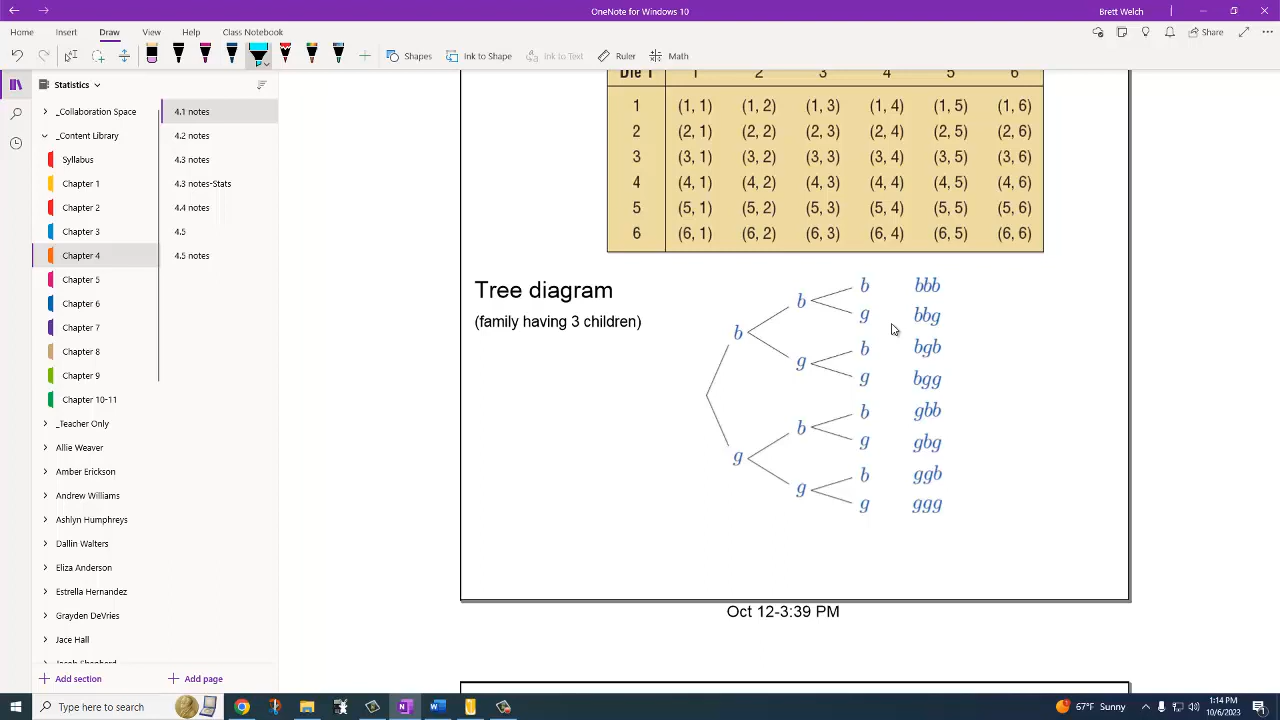 OneNote for Windows 10
Brett Welch
Home Insert Draw View Help Class Notebook
Share
Shapes Ink to Shape Ink to Text Ruler Math
Statistics
_Collaboration Space
_Content Library
Syllabus
Chapter 1
Chapter 2
Chapter 3
Chapter 4
Chapter 5
Chapter 6
Chapter 7
Chapter 8
Chapter 9
Chapter 10-11
_Teacher Only
Allie Weaver
Amber Erickson
Andrew Williams
Ashlyn Humphreys
Dallin Walters
Eliza Anderson
Estrella Hernandez
Grayden DeVries
Jace Hall
Jacob Shepherd
Add section
4.1 notes
4.2 notes
4.3 notes
4.3 notes-Stats
4.4 notes
4.5
4.5 notes
Add page
Die 1 1 2 3 4 5 6
1 (1, 1) (1, 2) (1, 3) (1, 4) (1, 5) (1, 6)
2 (2, 1) (2, 2) (2, 3) (2, 4) (2, 5) (2, 6)
3 (3, 1) (3, 2) (3, 3) (3, 4) (3, 5) (3, 6)
4 (4, 1) (4, 2) (4, 3) (4, 4) (4, 5) (4, 6)
5 (5, 1) (5, 2) (5, 3) (5, 4) (5, 5) (5, 6)
6 (6, 1) (6, 2) (6, 3) (6, 4) (6, 5) (6, 6)
Tree diagram
(family having 3 children)
b bbb
b
g bbg
b
b bgb
g
g bgg
b gbb
b
g gbg
g
b ggb
g
g ggg
Oct 12-3:39 PM
Type here to search
67°F Sunny
1:14 PM
10/6/2023